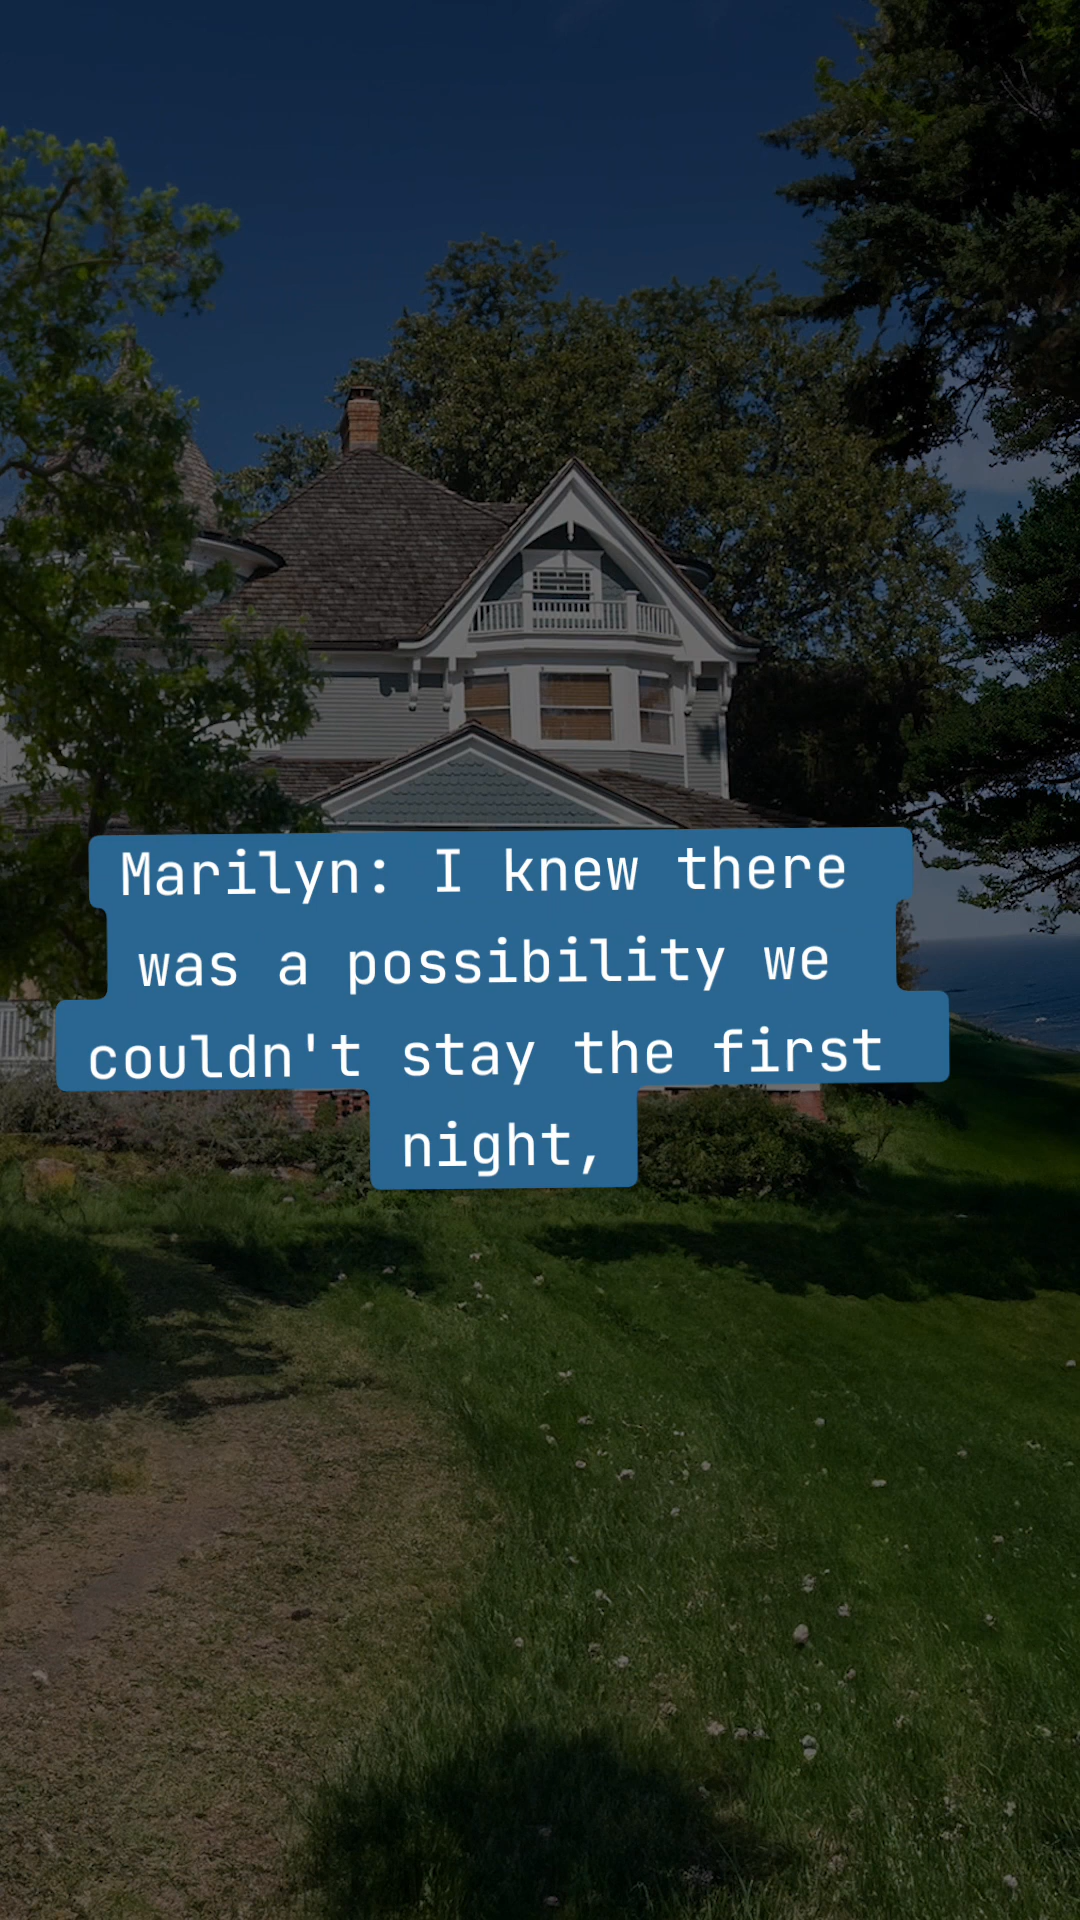 Marilyn: I knew there
was a possibility we
couldn't stay the first
night,